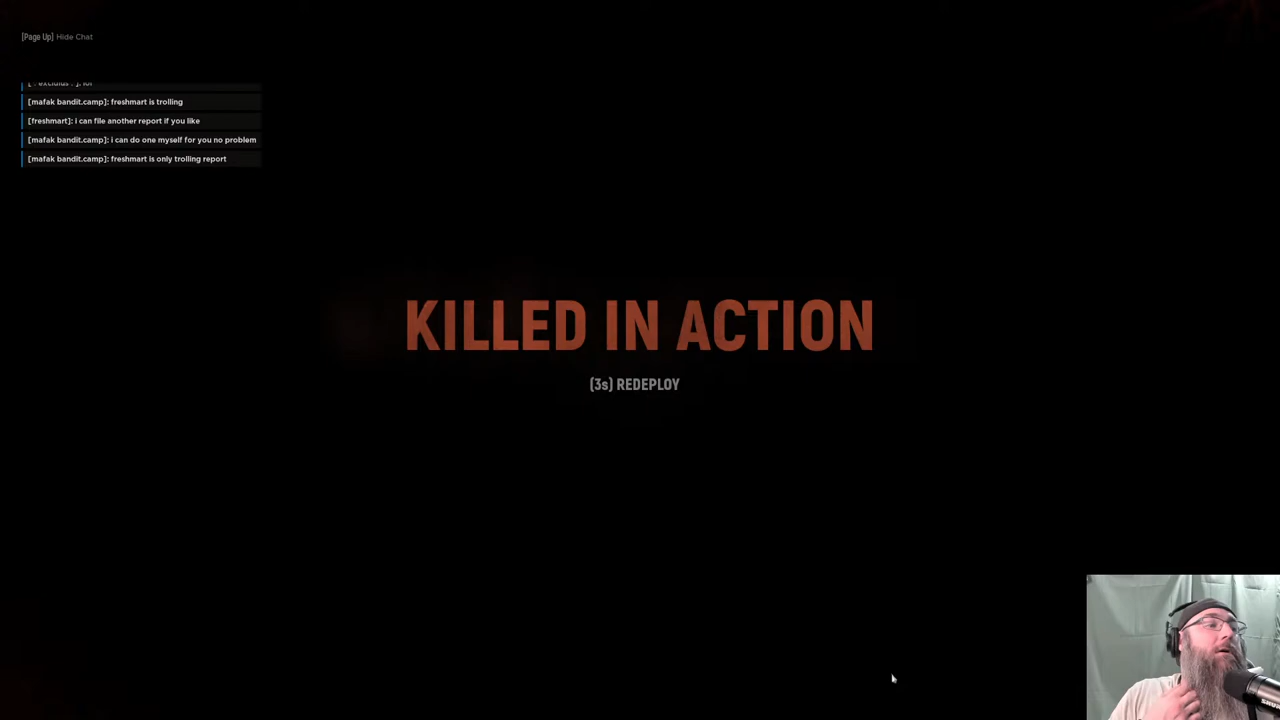 [Page Up] Hide Chat
[mafak bandit.camp]: freshmart is trolling
[freshmart]: i can file another report if you like
[mafak bandit.camp]: i can do one myself for you no problem
[mafak bandit.camp]: freshmart is only trolling report
KILLED IN ACTION
(3s) REDEPLOY